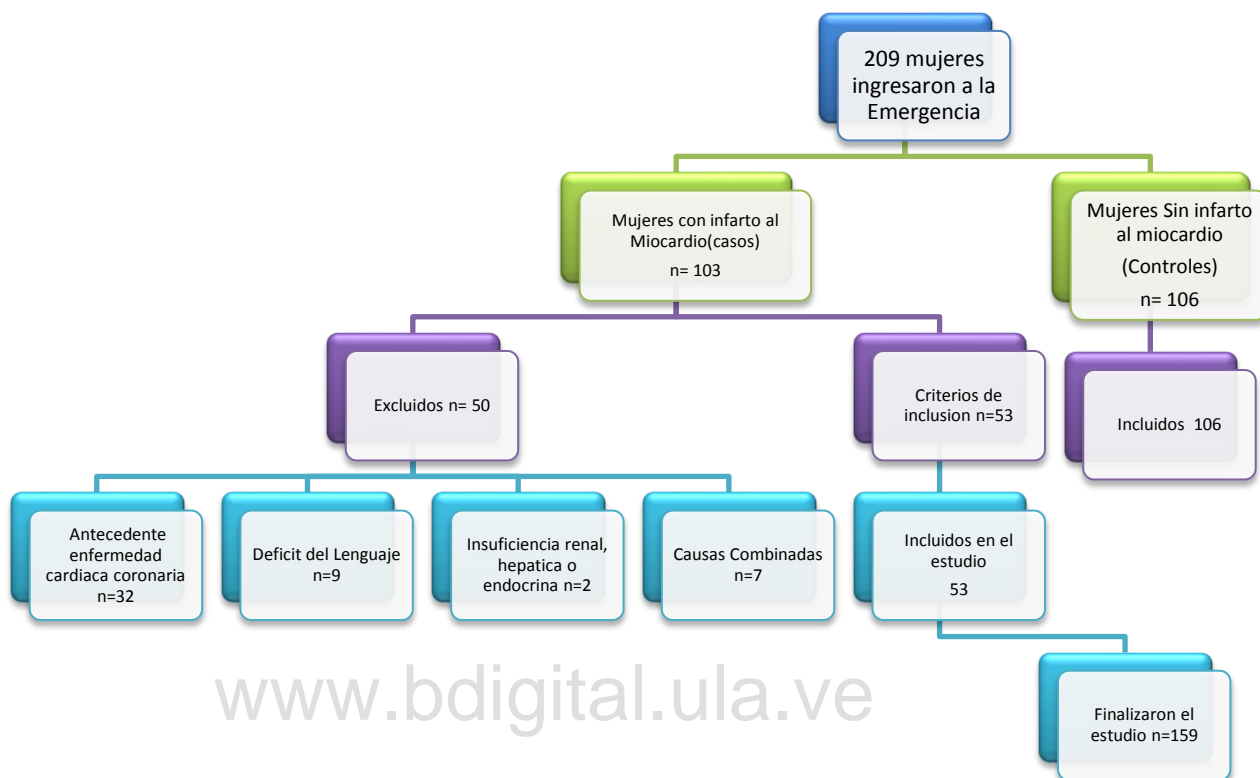 209 mujeres
ingresaron a la
Emergencia
Mujeres con infarto al
Miocardio(casos)
n= 103
Mujeres Sin infarto
al miocardio
(Controles)
n= 106
Excluidos n= 50
Criterios de
inclusion n=53
Incluidos 106
Antecedente
enfermedad
cardiaca coronaria
n=32
Deficit del Lenguaje
n=9
Insuficiencia renal,
hepatica o
endocrina n=2
Causas Combinadas
n=7
Incluidos en el
estudio
53
www.bdigital.ula.ve
Finalizaron el
estudio n=159